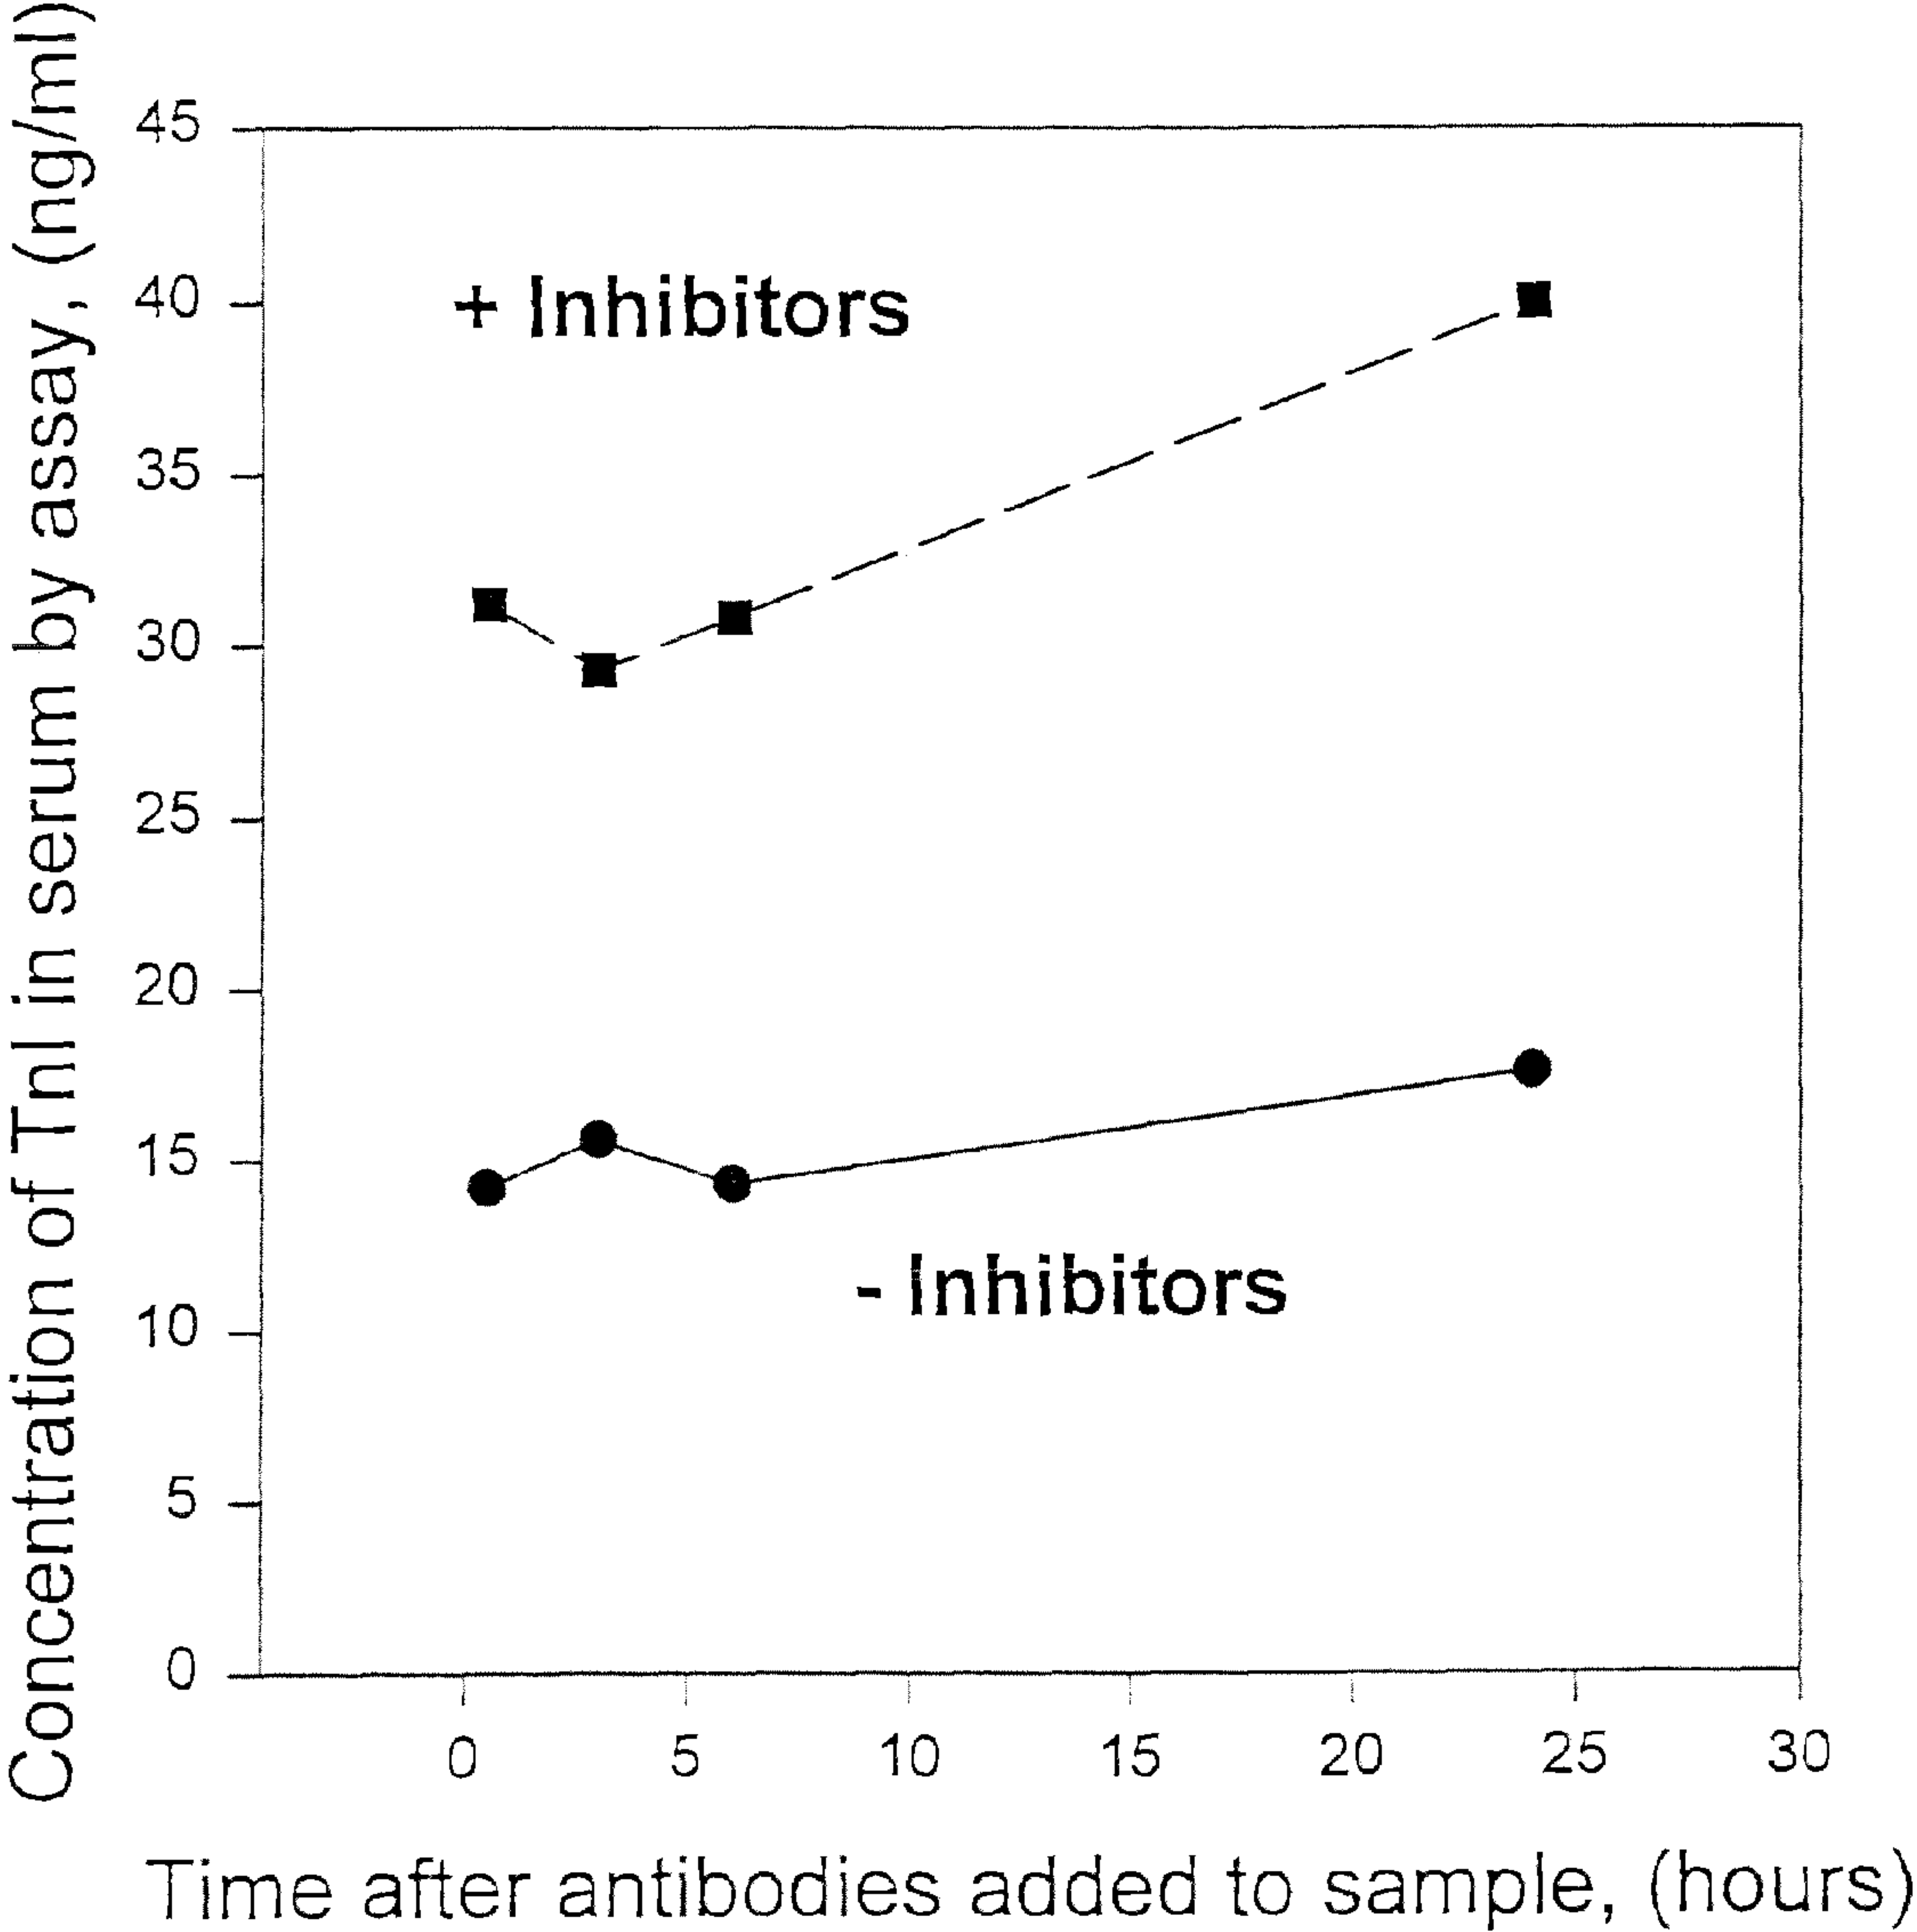 Concentration of TnI in serum by assay, (ng/ml)
45
40
35
30
25
20
15
10
5
0
+ Inhibitors
- Inhibitors
0 5 10 15 20 25 30
Time after antibodies added to sample, (hours)